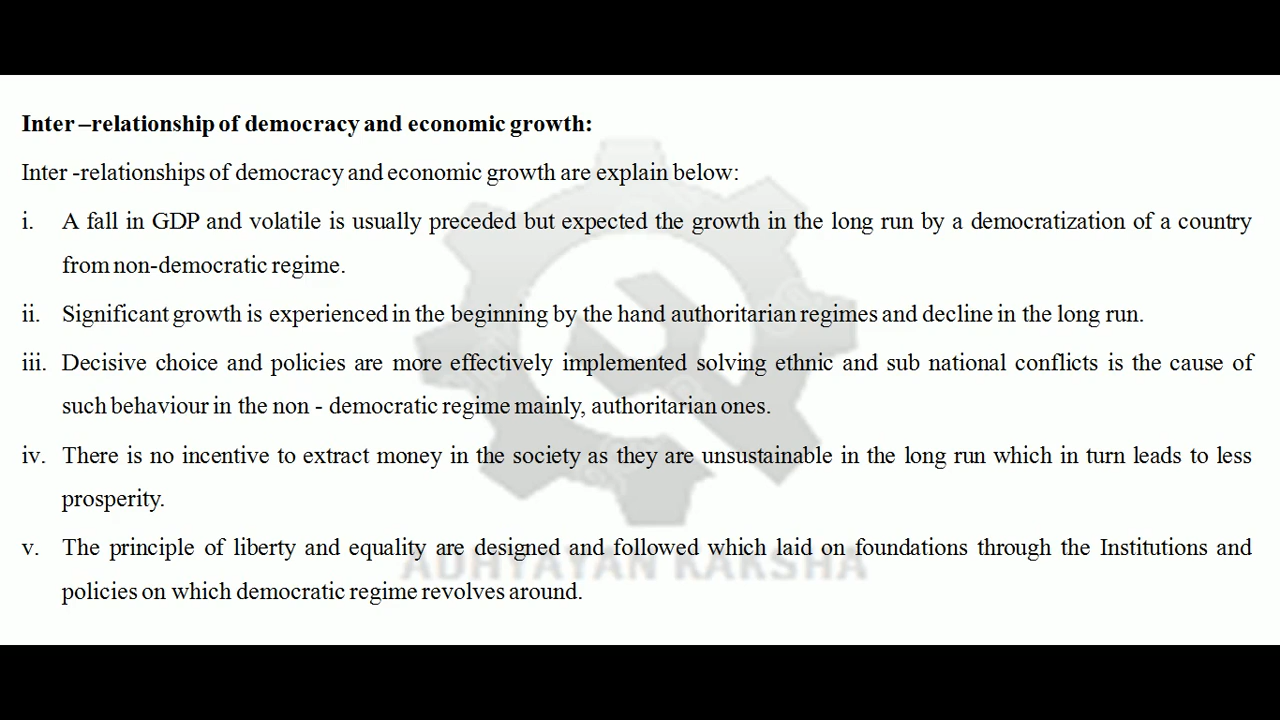 Inter –relationship of democracy and economic growth:
Inter -relationships of democracy and economic growth are explain below:
i. A fall in GDP and volatile is usually preceded but expected the growth in the long run by a democratization of a country
from non-democratic regime.
ii. Significant growth is experienced in the beginning by the hand authoritarian regimes and decline in the long run.
iii. Decisive choice and policies are more effectively implemented solving ethnic and sub national conflicts is the cause of
such behaviour in the non - democratic regime mainly, authoritarian ones.
iv. There is no incentive to extract money in the society as they are unsustainable in the long run which in turn leads to less
prosperity.
v. The principle of liberty and equality are designed and followed which laid on foundations through the Institutions and
ADHYAYAN KAKSHA
policies on which democratic regime revolves around.